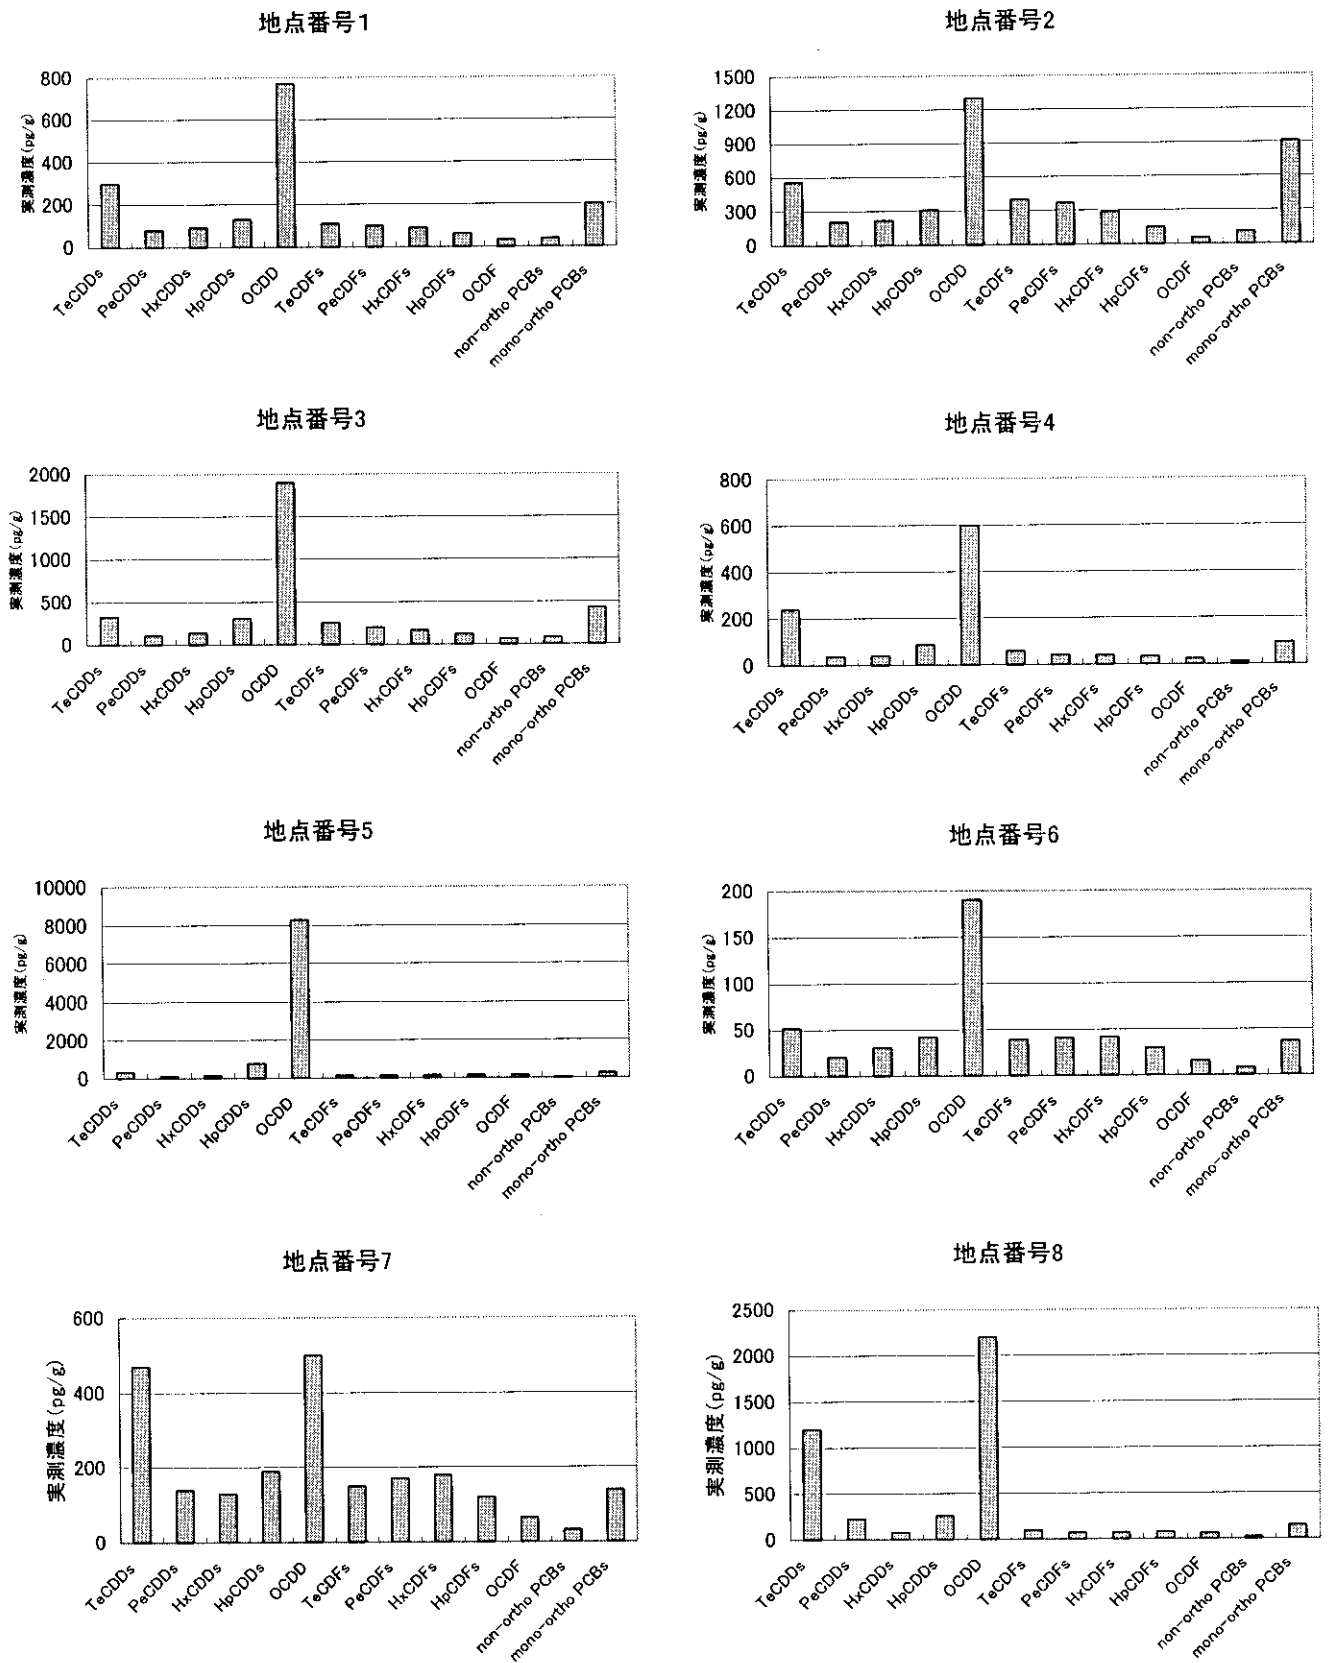 地点番号1
800
600
400
200
0
実測濃度(pg/g)
TeCDDs
PeCDDs
HxCDDs
HpCDDs
OCDD
TeCDFs
PeCDFs
HxCDFs
HpCDFs
OCDF
non-ortho PCBs
mono-ortho PCBs
地点番号2
1500
1200
900
600
300
0
実測濃度(pg/g)
TeCDDs
PeCDDs
HxCDDs
HpCDDs
OCDD
TeCDFs
PeCDFs
HxCDFs
HpCDFs
OCDF
non-ortho PCBs
mono-ortho PCBs
地点番号3
2000
1500
1000
500
0
実測濃度(pg/g)
TeCDDs
PeCDDs
HxCDDs
HpCDDs
OCDD
TeCDFs
PeCDFs
HxCDFs
HpCDFs
OCDF
non-ortho PCBs
mono-ortho PCBs
地点番号4
800
600
400
200
0
実測濃度(pg/g)
TeCDDs
PeCDDs
HxCDDs
HpCDDs
OCDD
TeCDFs
PeCDFs
HxCDFs
HpCDFs
OCDF
non-ortho PCBs
mono-ortho PCBs
地点番号5
10000
8000
6000
4000
2000
0
実測濃度(pg/g)
TeCDDs
PeCDDs
HxCDDs
HpCDDs
OCDD
TeCDFs
PeCDFs
HxCDFs
HpCDFs
OCDF
non-ortho PCBs
mono-ortho PCBs
地点番号6
200
150
100
50
0
実測濃度(pg/g)
TeCDDs
PeCDDs
HxCDDs
HpCDDs
OCDD
TeCDFs
PeCDFs
HxCDFs
HpCDFs
OCDF
non-ortho PCBs
mono-ortho PCBs
地点番号7
600
400
200
0
実測濃度(pg/g)
TeCDDs
PeCDDs
HxCDDs
HpCDDs
OCDD
TeCDFs
PeCDFs
HxCDFs
HpCDFs
OCDF
non-ortho PCBs
mono-ortho PCBs
地点番号8
2500
2000
1500
1000
500
0
実測濃度(pg/g)
TeCDDs
PeCDDs
HxCDDs
HpCDDs
OCDD
TeCDFs
PeCDFs
HxCDFs
HpCDFs
OCDF
non-ortho PCBs
mono-ortho PCBs